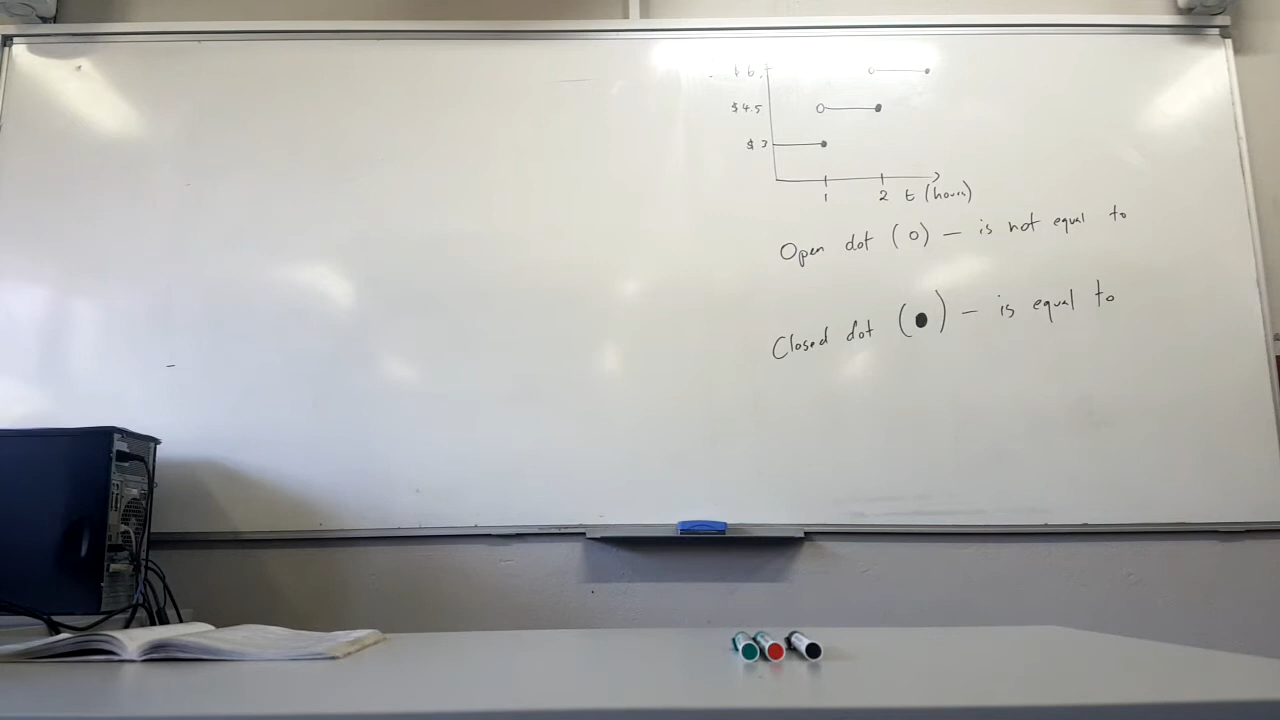 $ 6
$ 4.5
$ 3
1 2 t (hours)
Open dot ( o ) — is not equal to
Closed dot ( ● ) — is equal to